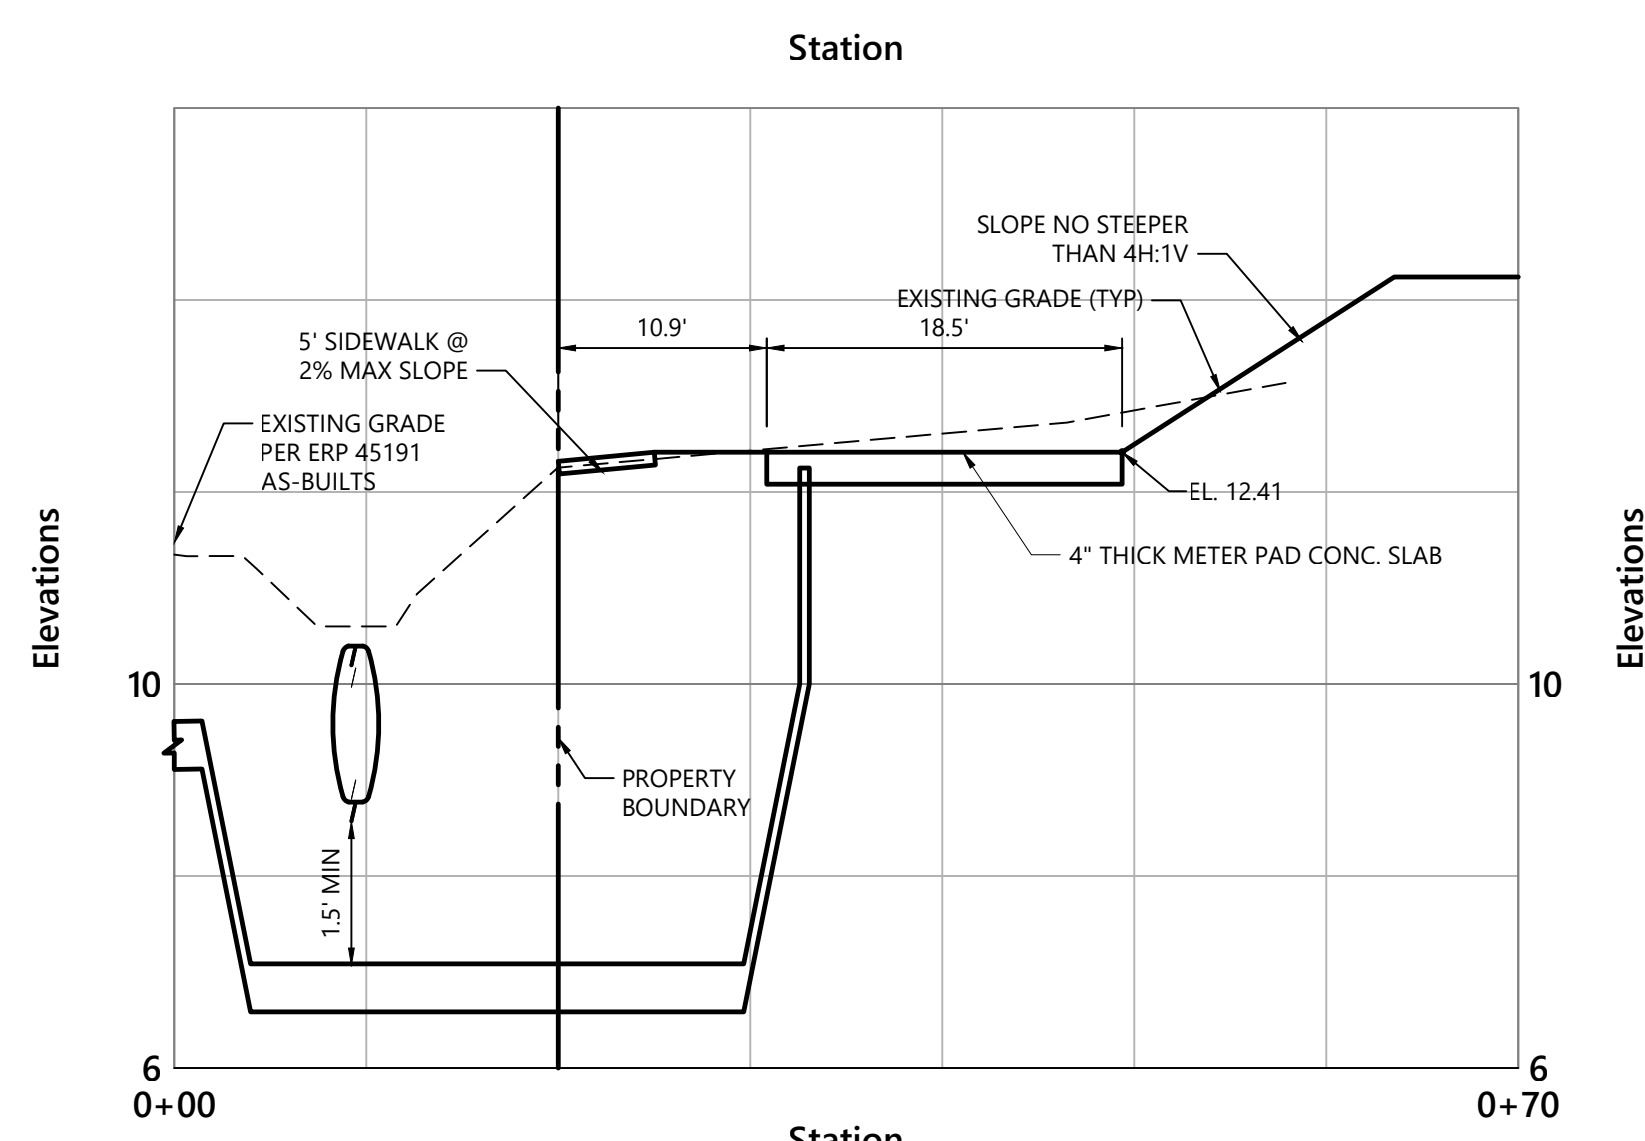 Station
SLOPE NO STEEPER
THAN 4H:1V
EXISTING GRADE (TYP)
10.9'
18.5'
5' SIDEWALK @
2% MAX SLOPE
EXISTING GRADE
PER ERP 45191
AS-BUILTS
EL. 12.41
4" THICK METER PAD CONC. SLAB
Elevations
Elevations
10
10
PROPERTY
BOUNDARY
1.5' MIN
6
6
0+00
0+70
Station